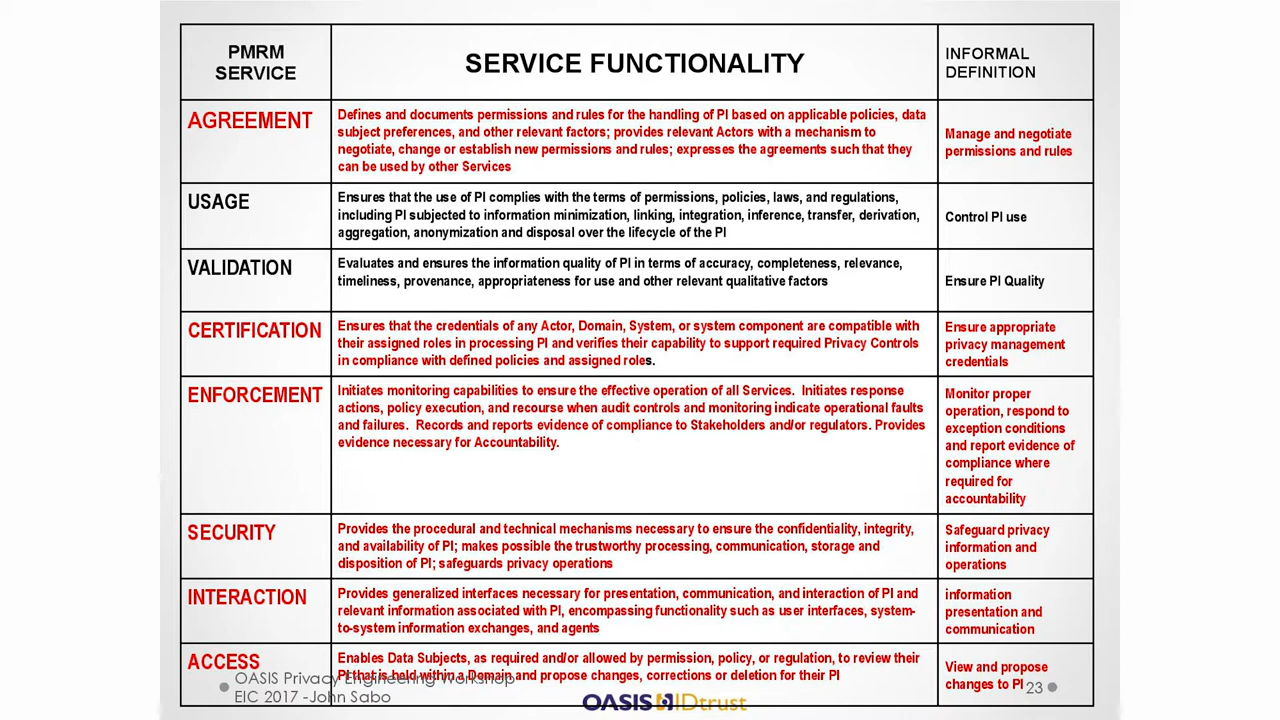 PMRM
SERVICE
SERVICE FUNCTIONALITY
INFORMAL
DEFINITION
AGREEMENT
Defines and documents permissions and rules for the handling of PI based on applicable policies, data
subject preferences, and other relevant factors; provides relevant Actors with a mechanism to
negotiate, change or establish new permissions and rules; expresses the agreements such that they
can be used by other Services
Manage and negotiate
permissions and rules
USAGE
Ensures that the use of PI complies with the terms of permissions, policies, laws, and regulations,
including PI subjected to information minimization, linking, integration, inference, transfer, derivation,
aggregation, anonymization and disposal over the lifecycle of the PI
Control PI use
VALIDATION
Evaluates and ensures the information quality of PI in terms of accuracy, completeness, relevance,
timeliness, provenance, appropriateness for use and other relevant qualitative factors
Ensure PI Quality
CERTIFICATION
Ensures that the credentials of any Actor, Domain, System, or system component are compatible with
their assigned roles in processing PI and verifies their capability to support required Privacy Controls
in compliance with defined policies and assigned roles.
Ensure appropriate
privacy management
credentials
ENFORCEMENT
Initiates monitoring capabilities to ensure the effective operation of all Services. Initiates response
actions, policy execution, and recourse when audit controls and monitoring indicate operational faults
and failures. Records and reports evidence of compliance to Stakeholders and/or regulators. Provides
evidence necessary for Accountability.
Monitor proper
operation, respond to
exception conditions
and report evidence of
compliance where
required for
accountability
SECURITY
Provides the procedural and technical mechanisms necessary to ensure the confidentiality, integrity,
and availability of PI; makes possible the trustworthy processing, communication, storage and
disposition of PI; safeguards privacy operations
Safeguard privacy
information and
operations
INTERACTION
Provides generalized interfaces necessary for presentation, communication, and interaction of PI and
relevant information associated with PI, encompassing functionality such as user interfaces, system-
to-system information exchanges, and agents
information
presentation and
communication
ACCESS
Enables Data Subjects, as required and/or allowed by permission, policy, or regulation, to review their
PI that is held within a Domain and propose changes, corrections or deletion for their PI
View and propose
changes to PI
OASIS Privacy Engineering Workshop
EIC 2017 -John Sabo
OASIS IDtrust
23